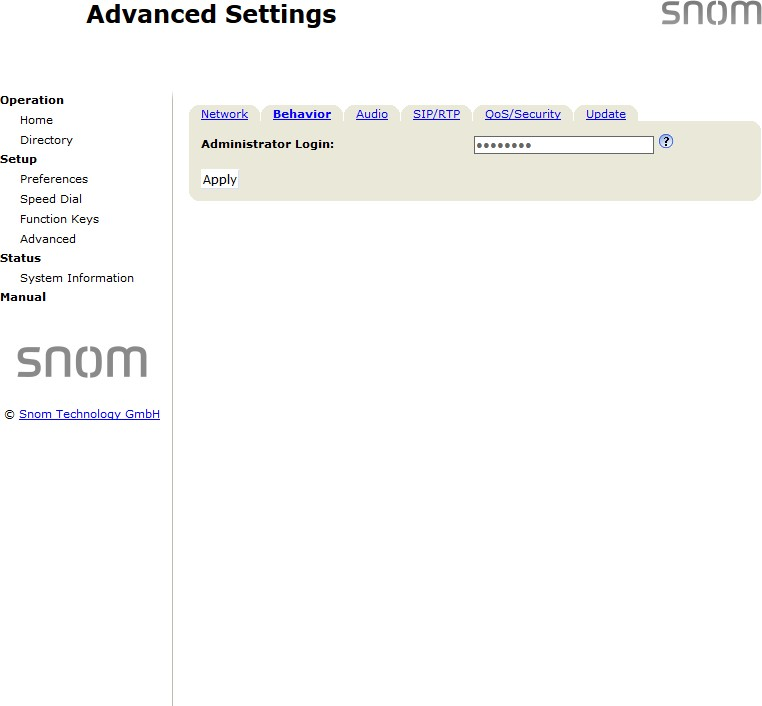 Advanced Settings
snom
Operation
Home
Directory
Setup
Preferences
Speed Dial
Function Keys
Advanced
Status
System Information
Manual
snom
© Snom Technology GmbH
Network Behavior Audio SIP/RTP QoS/Security Update
Administrator Login: •••••••• ?
Apply